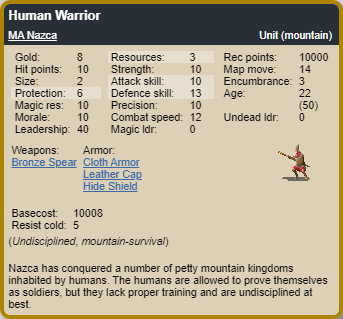 Human Warrior
MA Nazca Unit (mountain)
Gold: 8 Resources: 3 Rec points: 10000
Hit points: 10 Strength: 10 Map move: 14
Size: 2 Attack skill: 10 Encumbrance: 3
Protection: 6 Defence skill: 13 Age: 22
Magic res: 10 Precision: 10 (50)
Morale: 10 Combat speed: 12 Undead ldr: 0
Leadership: 40 Magic ldr: 0
Weapons: Armor:
Bronze Spear Cloth Armor
Leather Cap
Hide Shield
Basecost: 10008
Resist cold: 5
(Undisciplined, mountain-survival)
Nazca has conquered a number of petty mountain kingdoms
inhabited by humans. The humans are allowed to prove themselves
as soldiers, but they lack proper training and are undisciplined at
best.